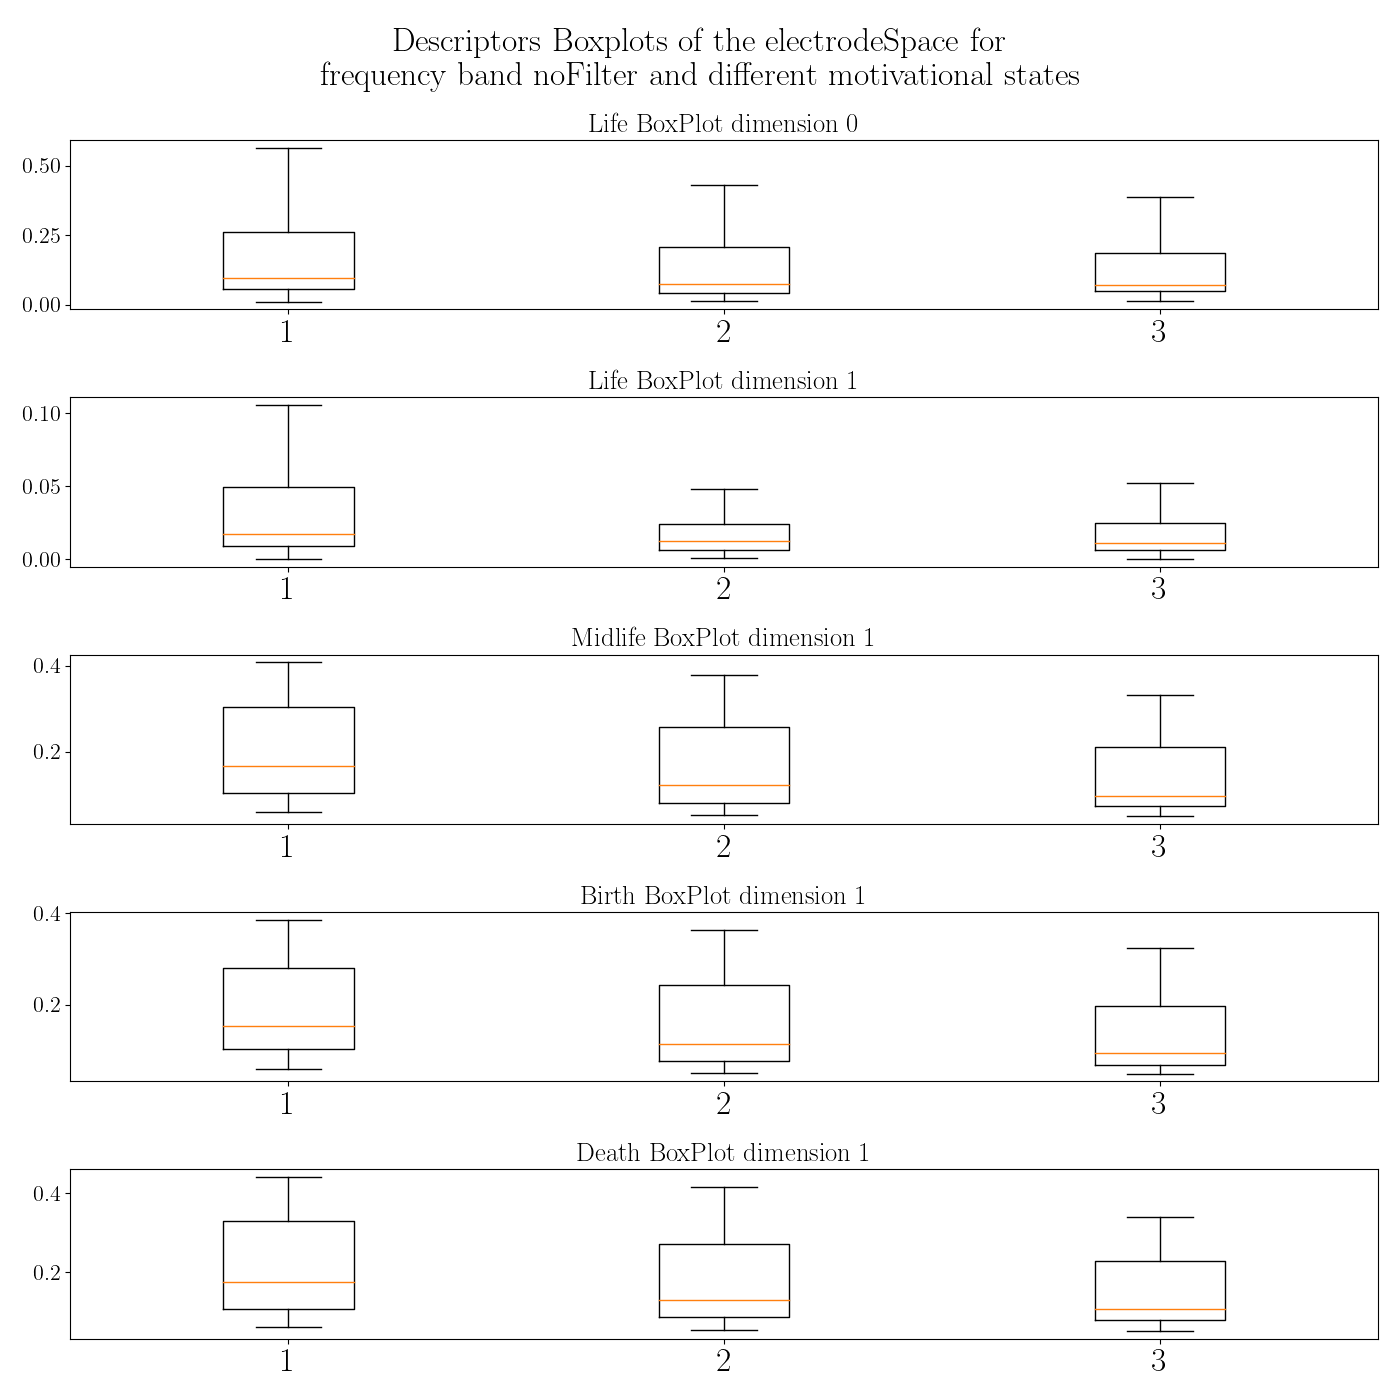 Descriptors Boxplots of the electrodeSpace for
frequency band noFilter and different motivational states
Life BoxPlot dimension 0
0.50
0.25
0.00
1 2 3
Life BoxPlot dimension 1
0.10
0.05
0.00
1 2 3
Midlife BoxPlot dimension 1
0.4
0.2
1 2 3
Birth BoxPlot dimension 1
0.4
0.2
1 2 3
Death BoxPlot dimension 1
0.4
0.2
1 2 3